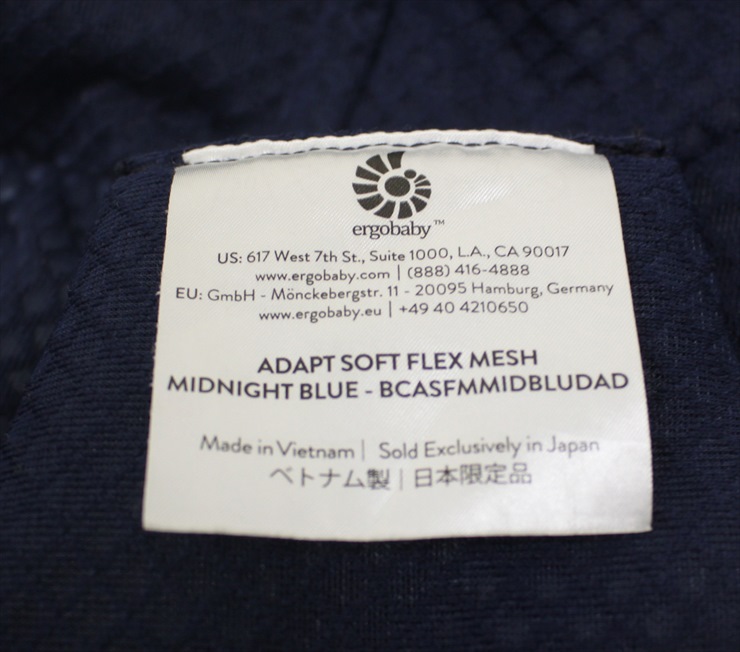 ergobaby™
US: 617 West 7th St., Suite 1000, L.A., CA 90017
www.ergobaby.com | (888) 416-4888
EU: GmbH - Mönckebergstr. 11 - 20095 Hamburg, Germany
www.ergobaby.eu | +49 40 4210650
ADAPT SOFT FLEX MESH
MIDNIGHT BLUE - BCASFMMIDBLUDAD
Made in Vietnam | Sold Exclusively in Japan
ベトナム製 | 日本限定品